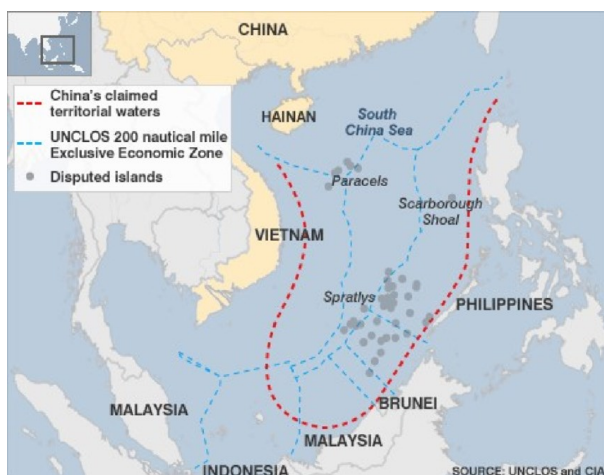 CHINA
China's claimed
territorial waters
UNCLOS 200 nautical mile
Exclusive Economic Zone
Disputed islands
HAINAN
South
China Sea
Paracels
Scarborough
Shoal
VIETNAM
Spratlys
PHILIPPINES
MALAYSIA
BRUNEI
MALAYSIA
INDONESIA
SOURCE: UNCLOS and CIA